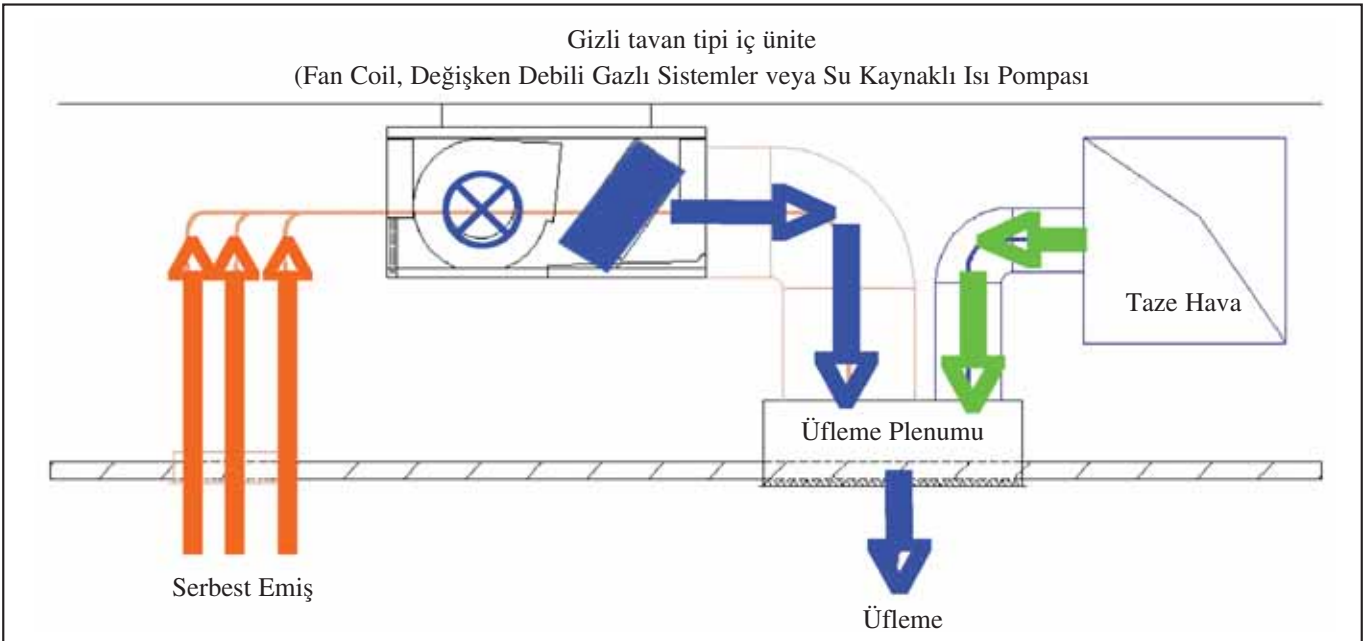 Gizli tavan tipi iç ünite
(Fan Coil, Değişken Debili Gazlı Sistemler veya Su Kaynaklı Isı Pompası
Taze Hava
Üfleme Plenumu
Serbest Emiş
Üfleme